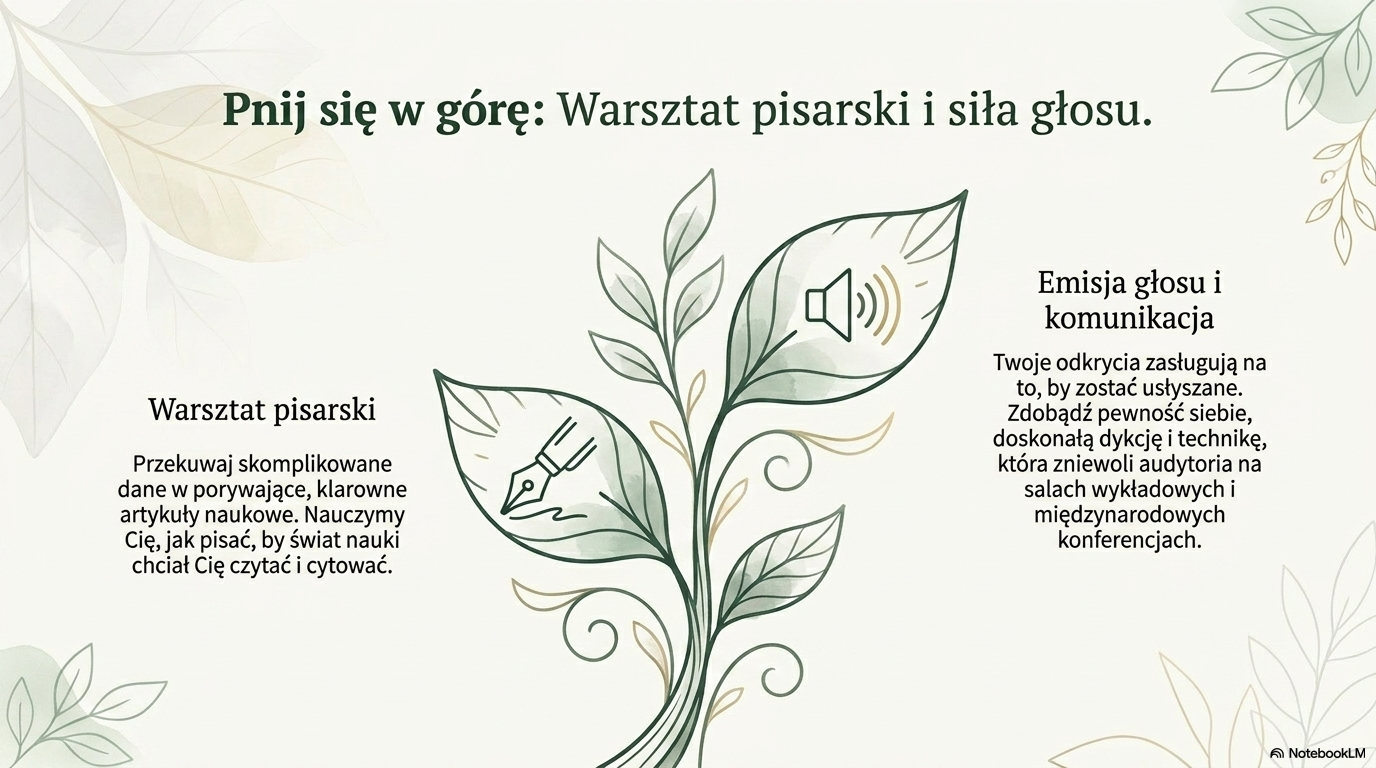 Pnij się w górę: Warsztat pisarski i siła głosu.
Warsztat pisarski
Przekuwaj skomplikowane
dane w porywające, klarowne
artykuły naukowe. Nauczymy
Cię, jak pisać, by świat nauki
chciał Cię czytać i cytować.
Emisja głosu i
komunikacja
Twoje odkrycia zasługują na
to, by zostać usłyszane.
Zdobądź pewność siebie,
doskonałą dykcję i technikę,
która zniewoli audytoria na
salach wykładowych i
międzynarodowych
konferencjach.
NotebookLM